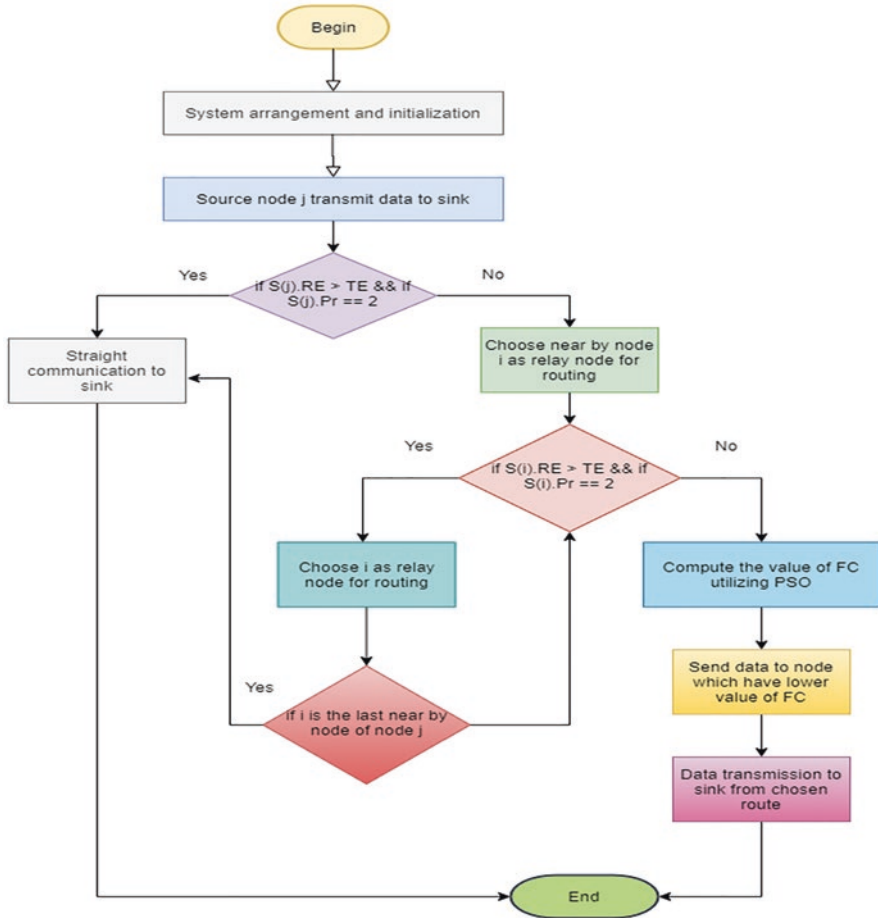 Begin
System arrangement and initialization
Source node j transmit data to sink
Yes
No
if S(j).RE > TE && if
S(j).Pr == 2
Straight
communication to
sink
Choose near by node
i as relay node for
routing
Yes
No
if S(i).RE > TE && if
S(i).Pr == 2
Choose i as relay
node for routing
Compute the value of FC
utilizing PSO
Yes
if i is the last near by
node of node j
Send data to node
which have lower
value of FC
Data transmission to
sink from chosen
route
End